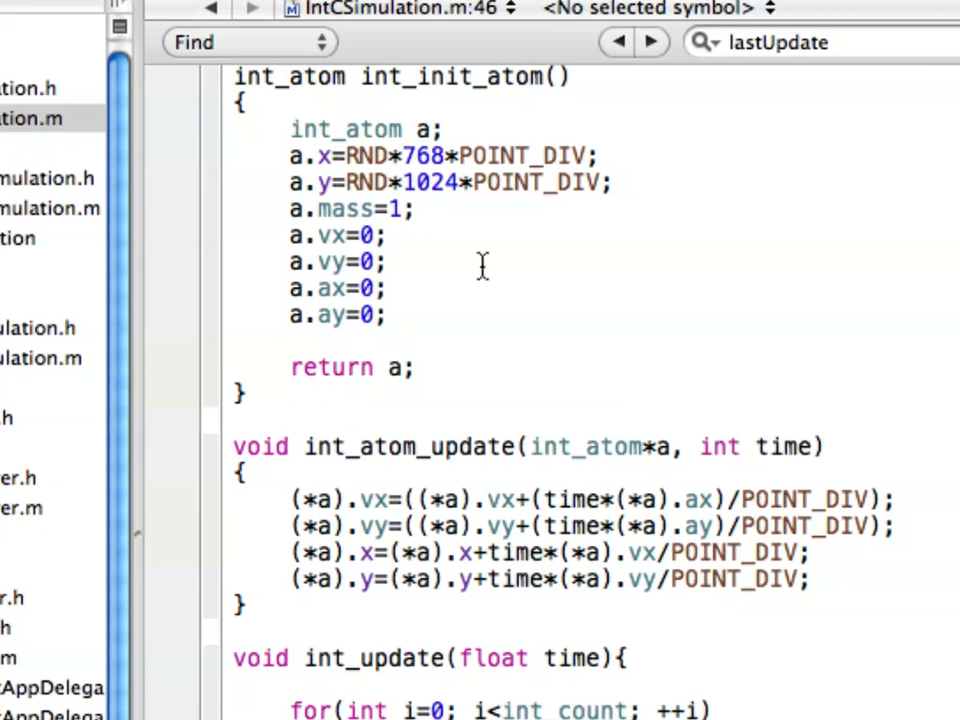 IntCSimulation.m:46 <No selected symbol>
Find lastUpdate
ation.h
ation.m
mulation.h
mulation.m
tion
ulation.h
ulation.m
.h
er.h
er.m
r.h
h
m
tAppDelega
tAppDelega
int_atom int_init_atom()
{
int_atom a;
a.x=RND*768*POINT_DIV;
a.y=RND*1024*POINT_DIV;
a.mass=1;
a.vx=0;
a.vy=0;
a.ax=0;
a.ay=0;
return a;
}
void int_atom_update(int_atom*a, int time)
{
(*a).vx=((*a).vx+(time*(*a).ax)/POINT_DIV);
(*a).vy=((*a).vy+(time*(*a).ay)/POINT_DIV);
(*a).x=(*a).x+time*(*a).vx/POINT_DIV;
(*a).y=(*a).y+time*(*a).vy/POINT_DIV;
}
void int_update(float time){
for(int i=0; i<int_count; ++i)